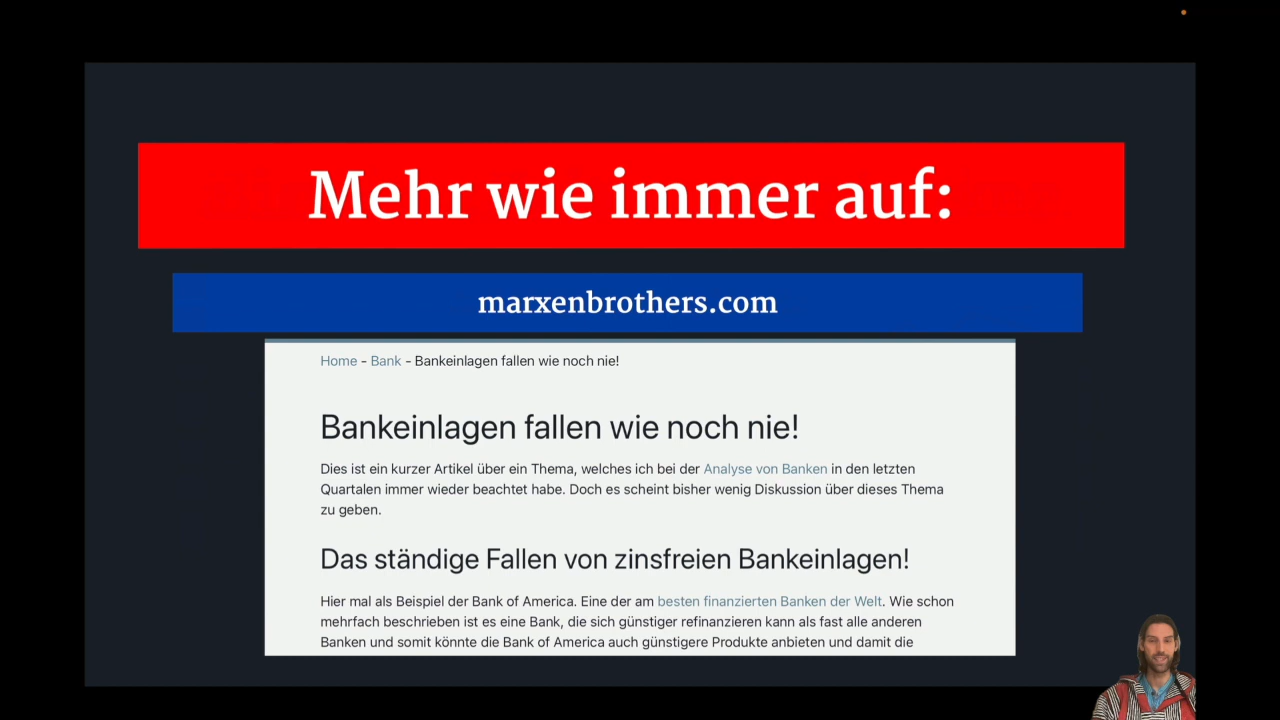 Mehr wie immer auf:
marxenbrothers.com
Home - Bank - Bankeinlagen fallen wie noch nie!
Bankeinlagen fallen wie noch nie!
Dies ist ein kurzer Artikel über ein Thema, welches ich bei der Analyse von Banken in den letzten
Quartalen immer wieder beachtet habe. Doch es scheint bisher wenig Diskussion über dieses Thema
zu geben.
Das ständige Fallen von zinsfreien Bankeinlagen!
Hier mal als Beispiel der Bank of America. Eine der am besten finanzierten Banken der Welt. Wie schon
mehrfach beschrieben ist es eine Bank, die sich günstiger refinanzieren kann als fast alle anderen
Banken und somit könnte die Bank of America auch günstigere Produkte anbieten und damit die